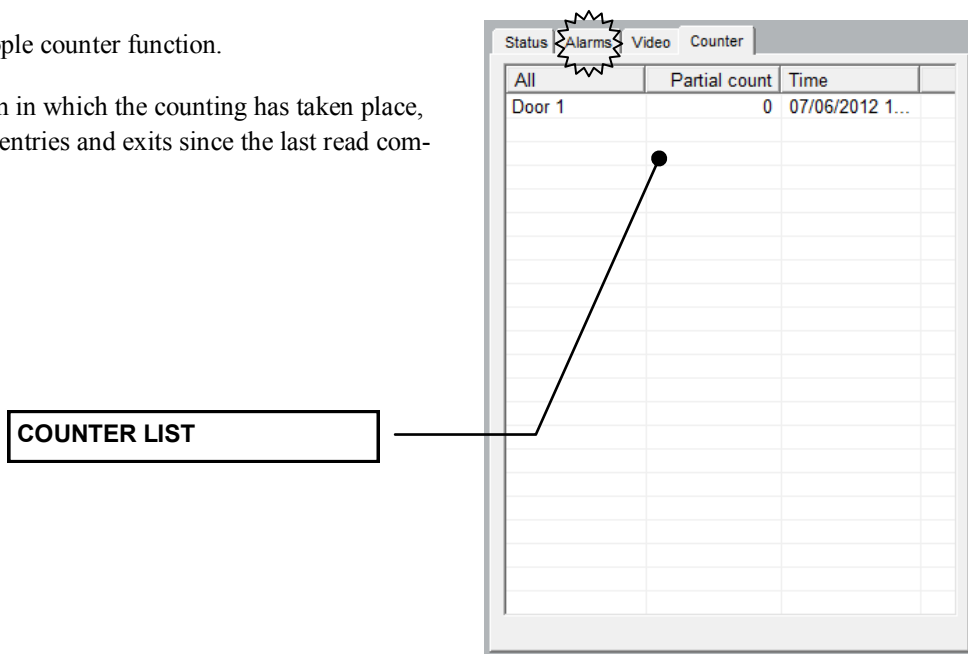 ople counter function.
n in which the counting has taken place,
entries and exits since the last read com-
COUNTER LIST
Status Alarms Video Counter
All Partial count Time
Door 1 0 07/06/2012 1...